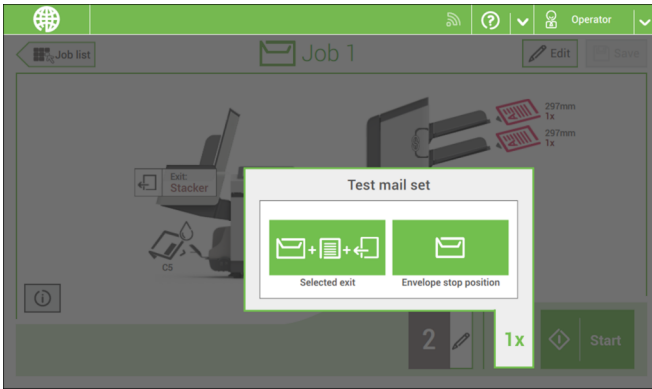 Operator
Job list
Job 1
Edit
Save
297mm
1x
297mm
1x
Exit:
Stacker
Test mail set
Selected exit
Envelope stop position
CS
2
1x
Start